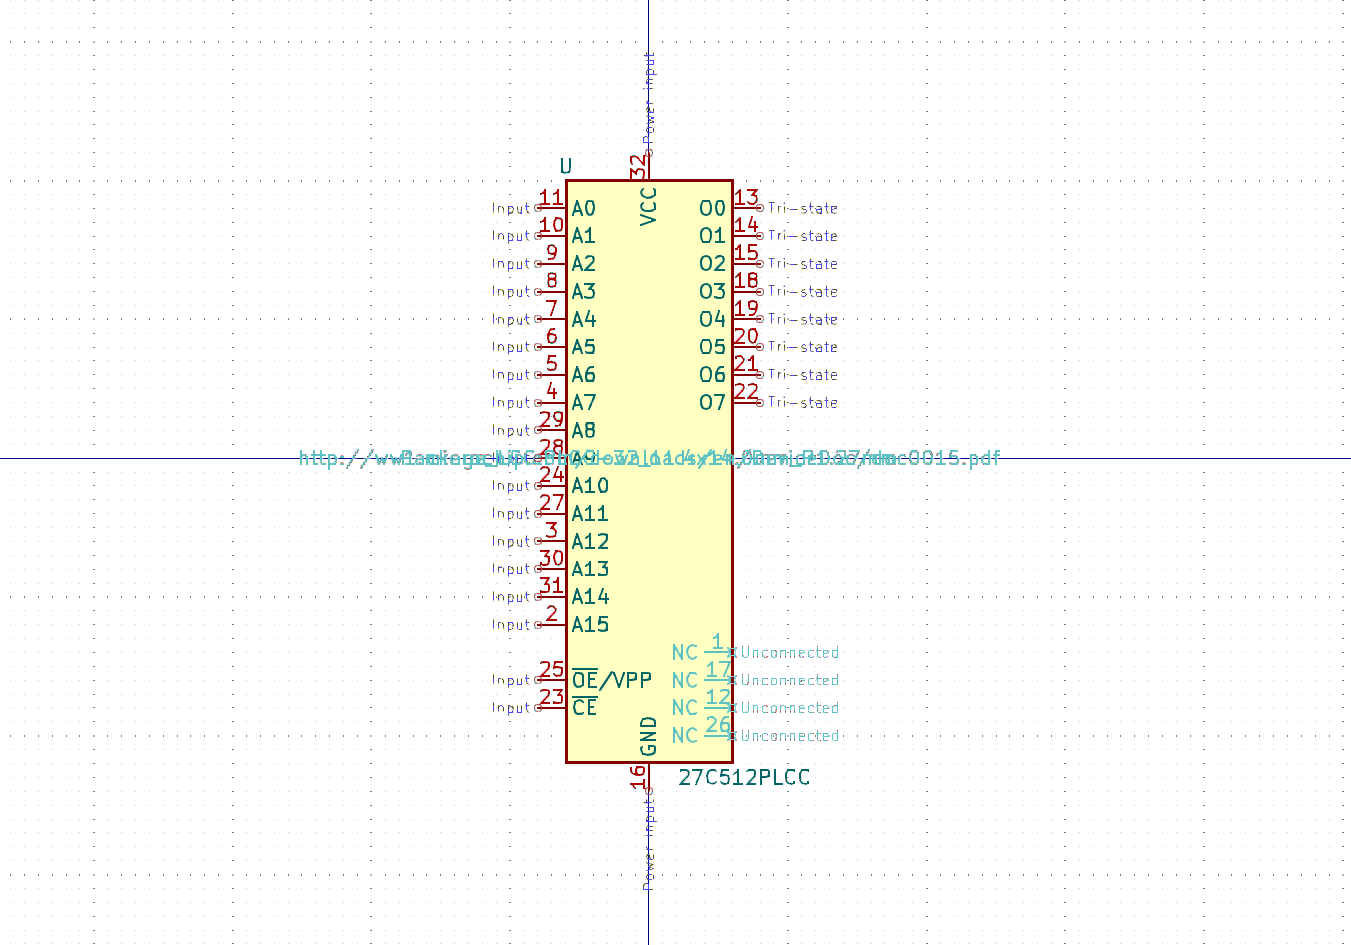 Power input
32
U
VCC
Input 11 A0 O0 13 Tri-state
Input 10 A1 O1 14 Tri-state
Input 9 A2 O2 15 Tri-state
Input 8 A3 O3 18 Tri-state
Input 7 A4 O4 19 Tri-state
Input 6 A5 O5 20 Tri-state
Input 5 A6 O6 21 Tri-state
Input 4 A7 O7 22 Tri-state
Input 29 A8
28 A9
Input 24 A10
Input 27 A11
Input 3 A12
Input 30 A13
Input 31 A14
Input 2 A15
NC 1 Unconnected
Input 25 OE/VPP NC 17 Unconnected
Input 23 CE NC 12 Unconnected
GND NC 26 Unconnected
16 27C512PLCC
Power input